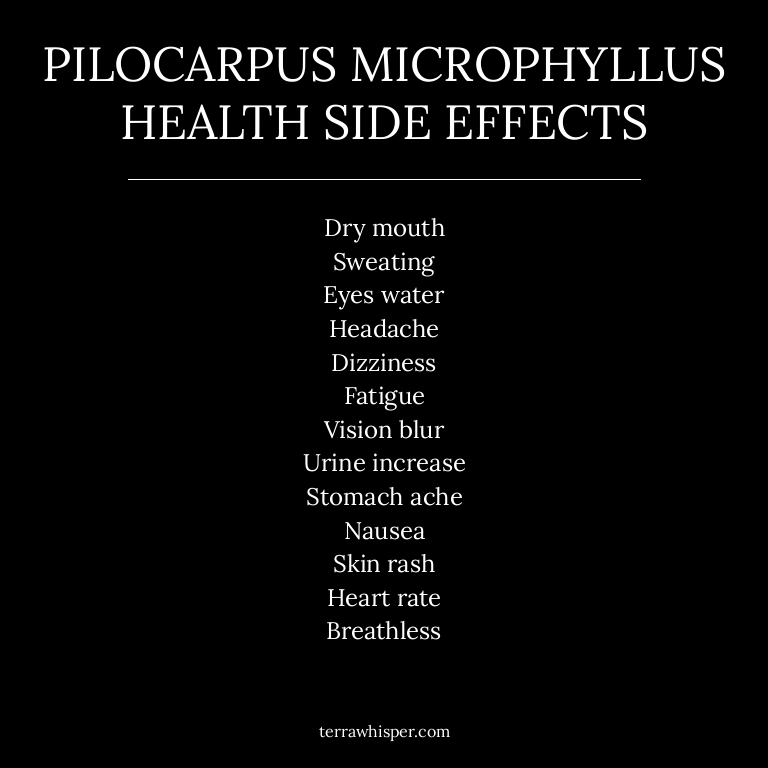 PILOCARPUS MICROPHYLLUS
HEALTH SIDE EFFECTS
Dry mouth
Sweating
Eyes water
Headache
Dizziness
Fatigue
Vision blur
Urine increase
Stomach ache
Nausea
Skin rash
Heart rate
Breathless
terrawhisper.com